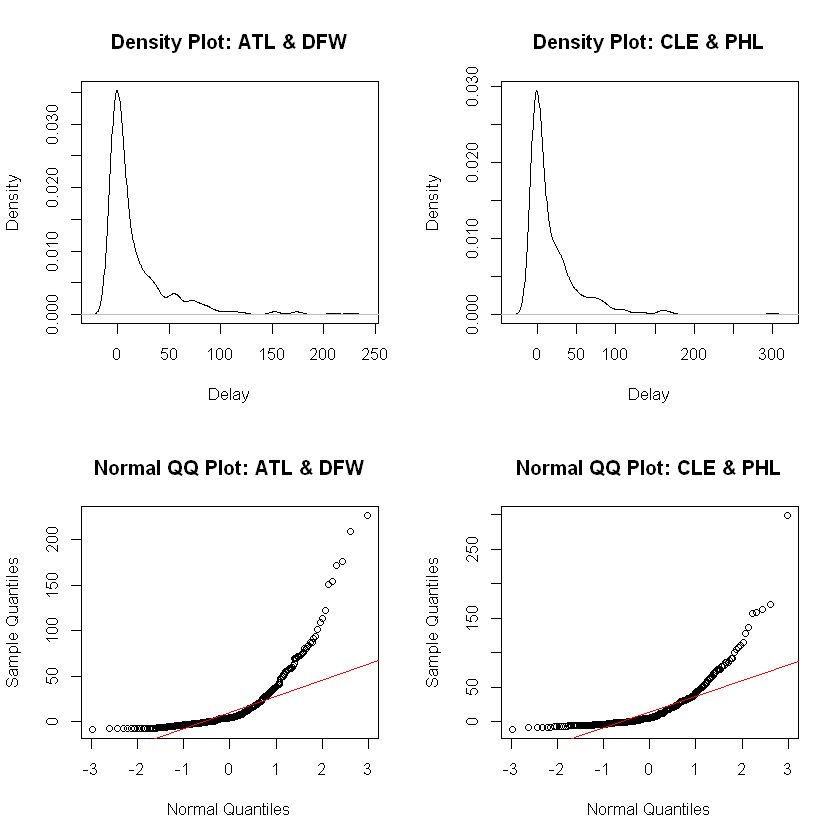 Density Plot: ATL & DFW
Density
0.000 0.010 0.020 0.030
0 50 100 150 200 250
Delay
Density Plot: CLE & PHL
Density
0.000 0.010 0.020 0.030
0 50 100 200 300
Delay
Normal QQ Plot: ATL & DFW
Sample Quantiles
0 50 100 150 200
-3 -2 -1 0 1 2 3
Normal Quantiles
Normal QQ Plot: CLE & PHL
Sample Quantiles
0 50 150 250
-3 -2 -1 0 1 2 3
Normal Quantiles